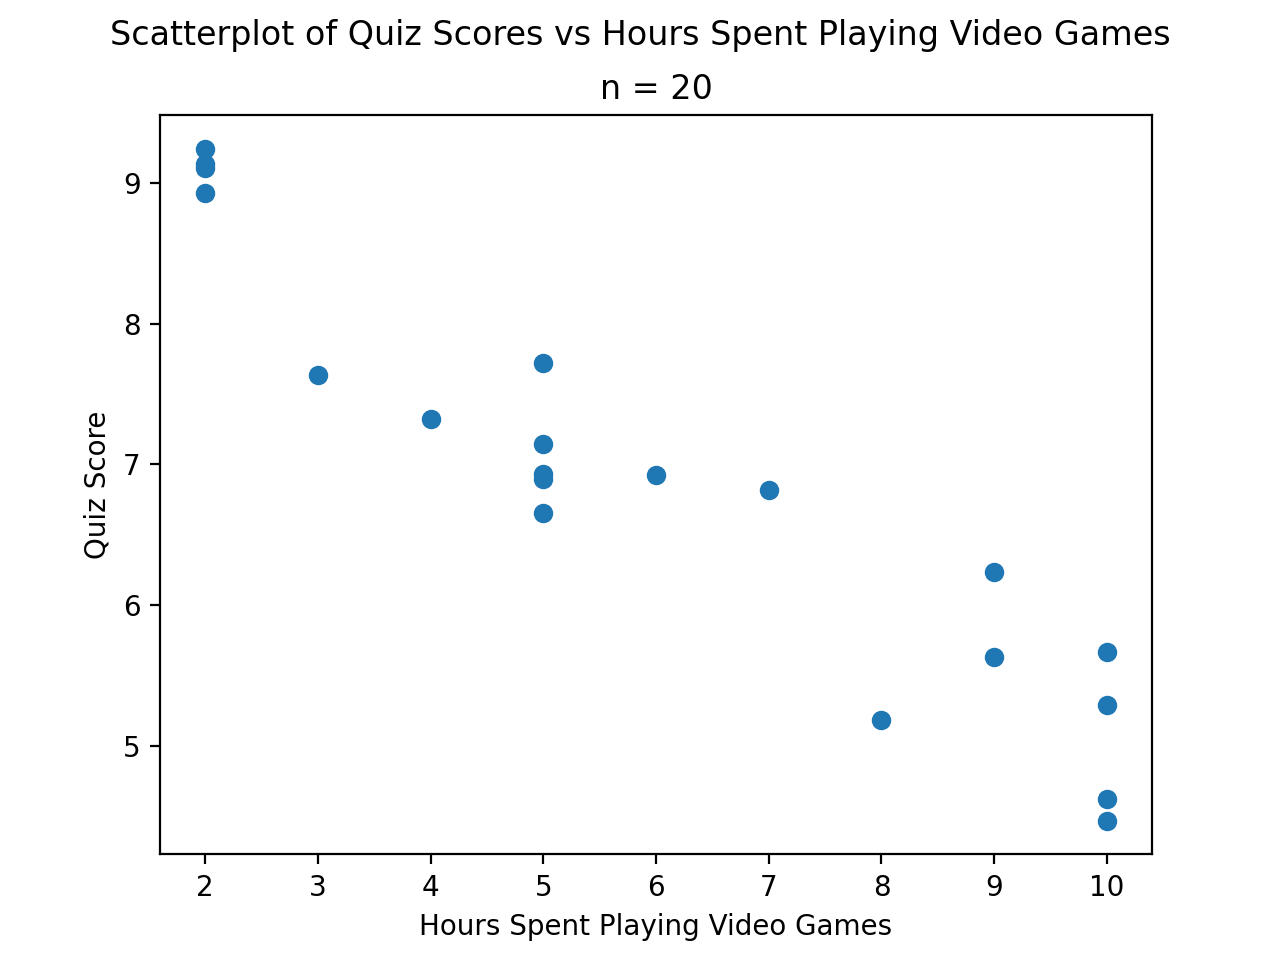 Scatterplot of Quiz Scores vs Hours Spent Playing Video Games
n = 20
9
8
7
6
5
Quiz Score
2 3 4 5 6 7 8 9 10
Hours Spent Playing Video Games